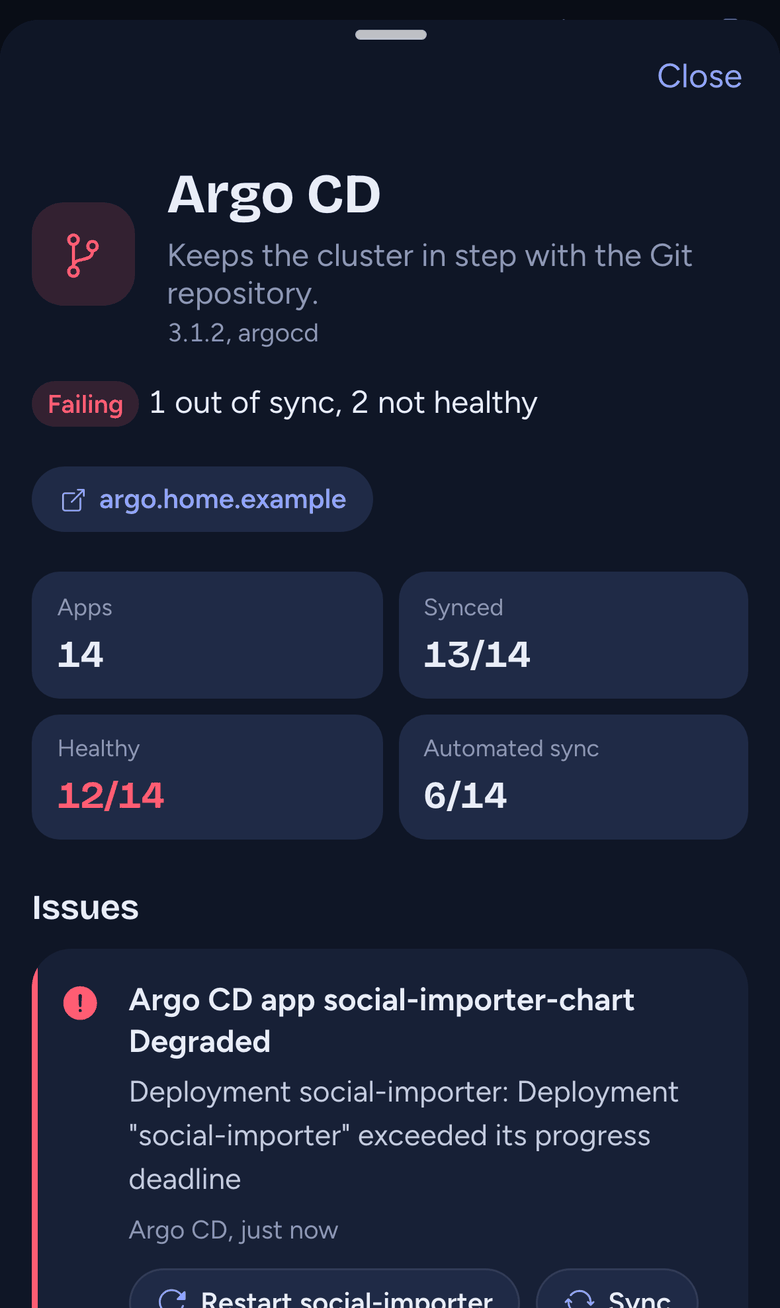 Close
Argo CD
Keeps the cluster in step with the Git
repository.
3.1.2, argocd
Failing 1 out of sync, 2 not healthy
argo.home.example
Apps
14
Synced
13/14
Healthy
12/14
Automated sync
6/14
Issues
Argo CD app social-importer-chart
Degraded
Deployment social-importer: Deployment
"social-importer" exceeded its progress
deadline
Argo CD, just now
Restart social-importer
Sync